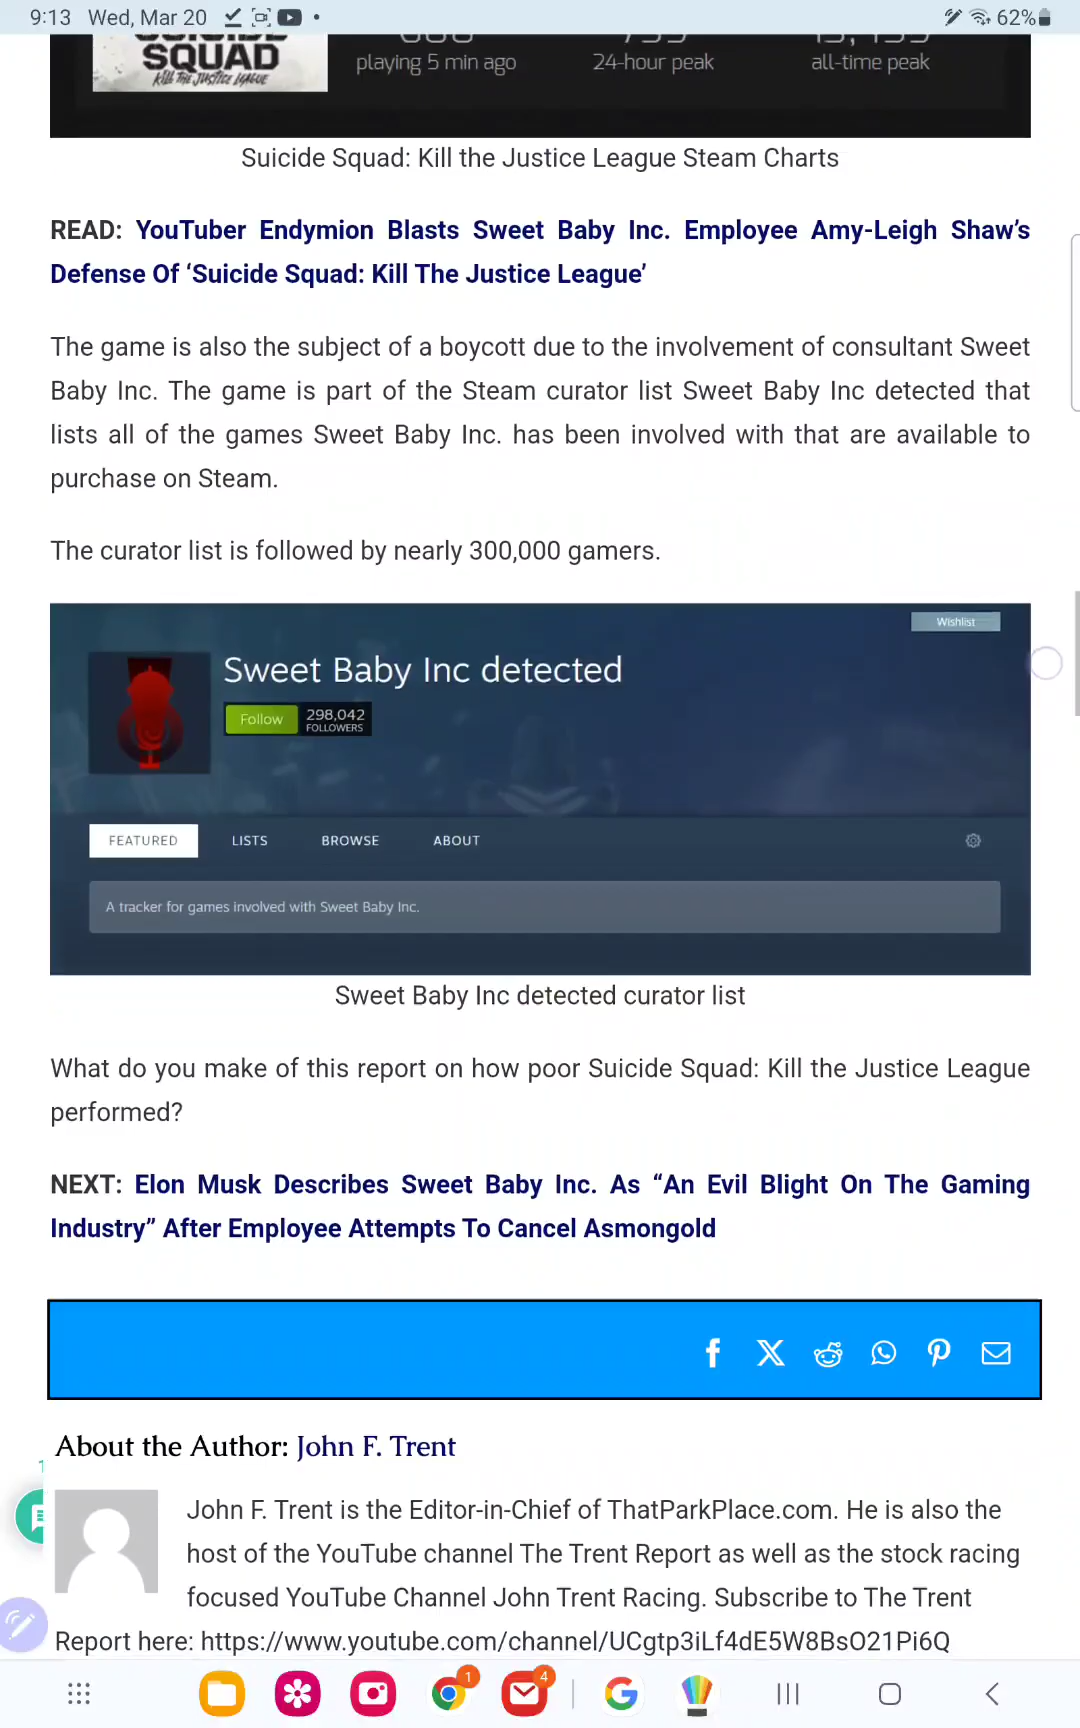 9:13 Wed, Mar 20
62%
SQUAD
KILL THE JUSTICE LEAGUE
playing 5 min ago
24-hour peak
all-time peak
Suicide Squad: Kill the Justice League Steam Charts
READ: YouTuber Endymion Blasts Sweet Baby Inc. Employee Amy-Leigh Shaw’s
Defense Of ‘Suicide Squad: Kill The Justice League’
The game is also the subject of a boycott due to the involvement of consultant Sweet
Baby Inc. The game is part of the Steam curator list Sweet Baby Inc detected that
lists all of the games Sweet Baby Inc. has been involved with that are available to
purchase on Steam.
The curator list is followed by nearly 300,000 gamers.
Wishlist
Sweet Baby Inc detected
Follow
298,042
FOLLOWERS
FEATURED LISTS BROWSE ABOUT
A tracker for games involved with Sweet Baby Inc.
Sweet Baby Inc detected curator list
What do you make of this report on how poor Suicide Squad: Kill the Justice League
performed?
NEXT: Elon Musk Describes Sweet Baby Inc. As “An Evil Blight On The Gaming
Industry” After Employee Attempts To Cancel Asmongold
About the Author: John F. Trent
John F. Trent is the Editor-in-Chief of ThatParkPlace.com. He is also the
host of the YouTube channel The Trent Report as well as the stock racing
focused YouTube Channel John Trent Racing. Subscribe to The Trent
Report here: https://www.youtube.com/channel/UCgtp3iLf4dE5W8BsO21Pi6Q
1
4